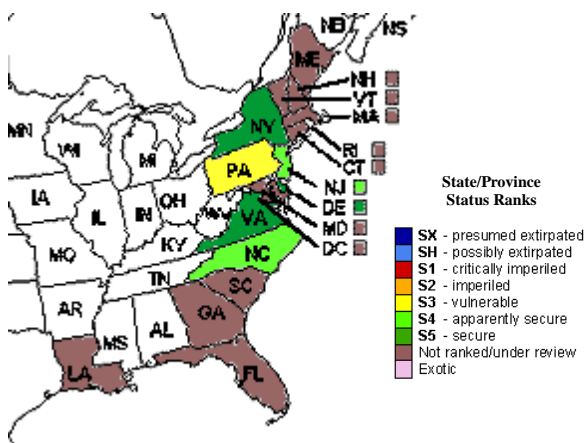 NB
NS
ME
NH
VT
MA
MN
WI
MI
NY
RI
CT
PA
NJ
IA
IL
IN
OH
WV
DE
VA
MD
DC
MO
KY
NC
TN
SC
AR
MS
AL
GA
LA
FL
State/Province
Status Ranks
SX - presumed extirpated
SH - possibly extirpated
S1 - critically imperiled
S2 - imperiled
S3 - vulnerable
S4 - apparently secure
S5 - secure
Not ranked/under review
Exotic